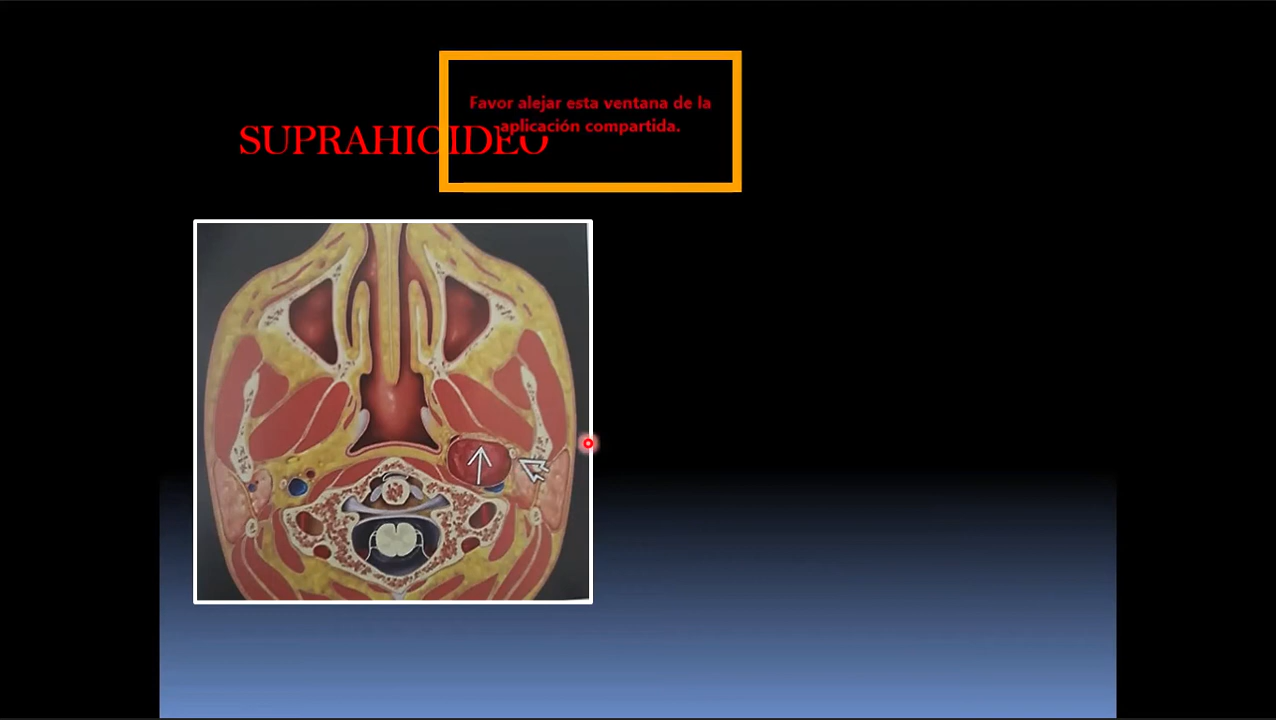 Favor alejar esta ventana de la
aplicación compartida.
SUPRAHIOIDEO